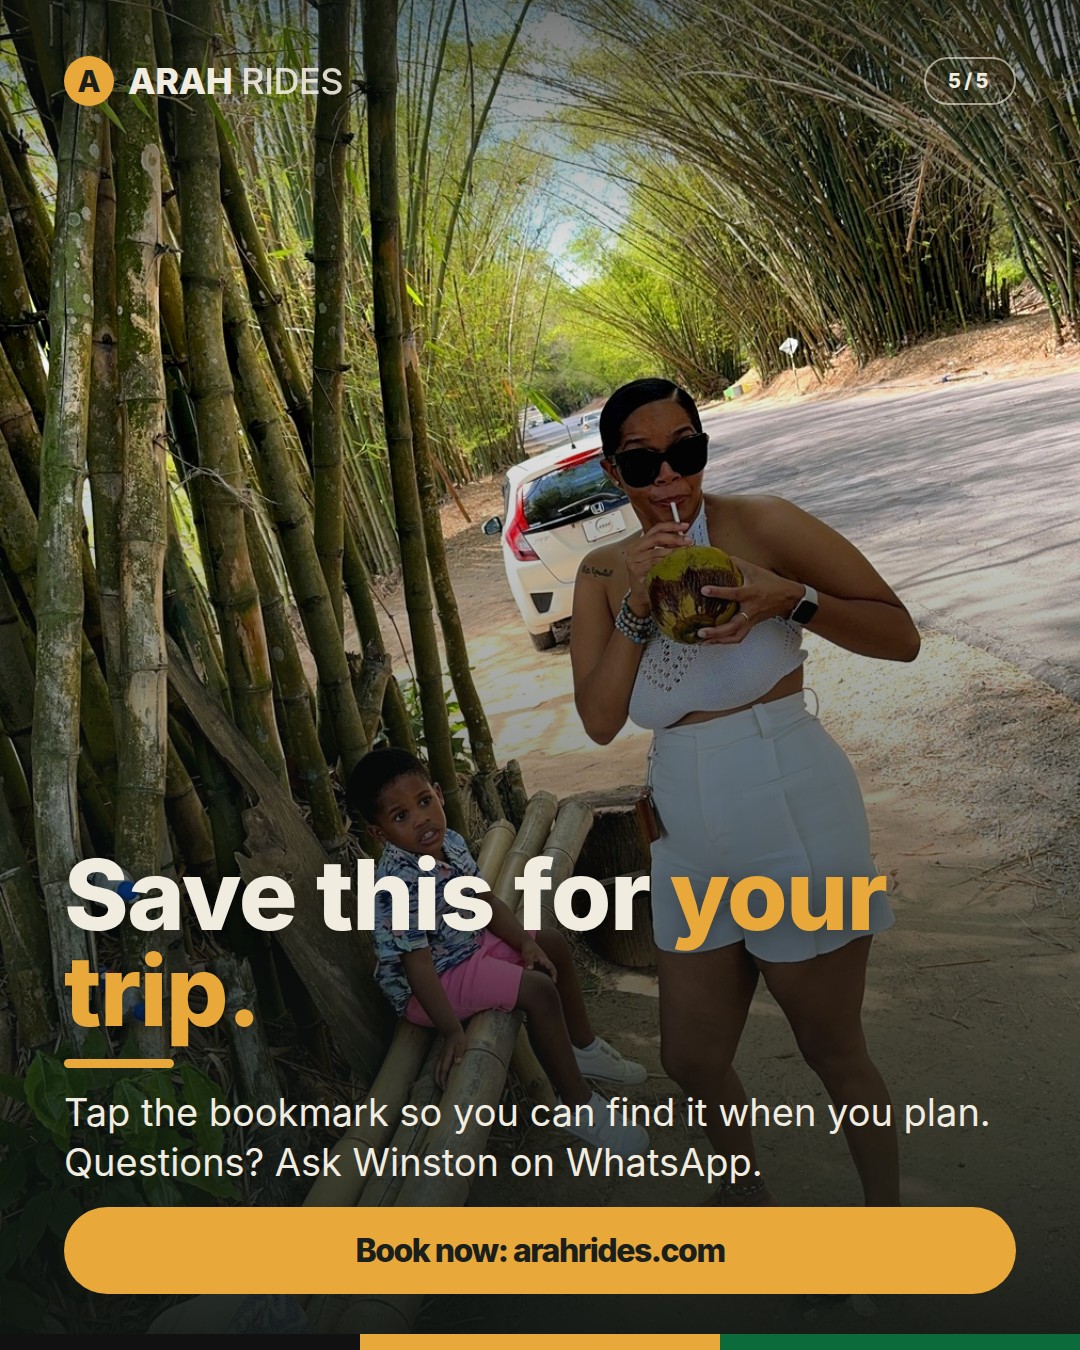 A ARAH RIDES
5/5
Save this for your
trip.
Tap the bookmark so you can find it when you plan.
Questions? Ask Winston on WhatsApp.
Book now: arahrides.com